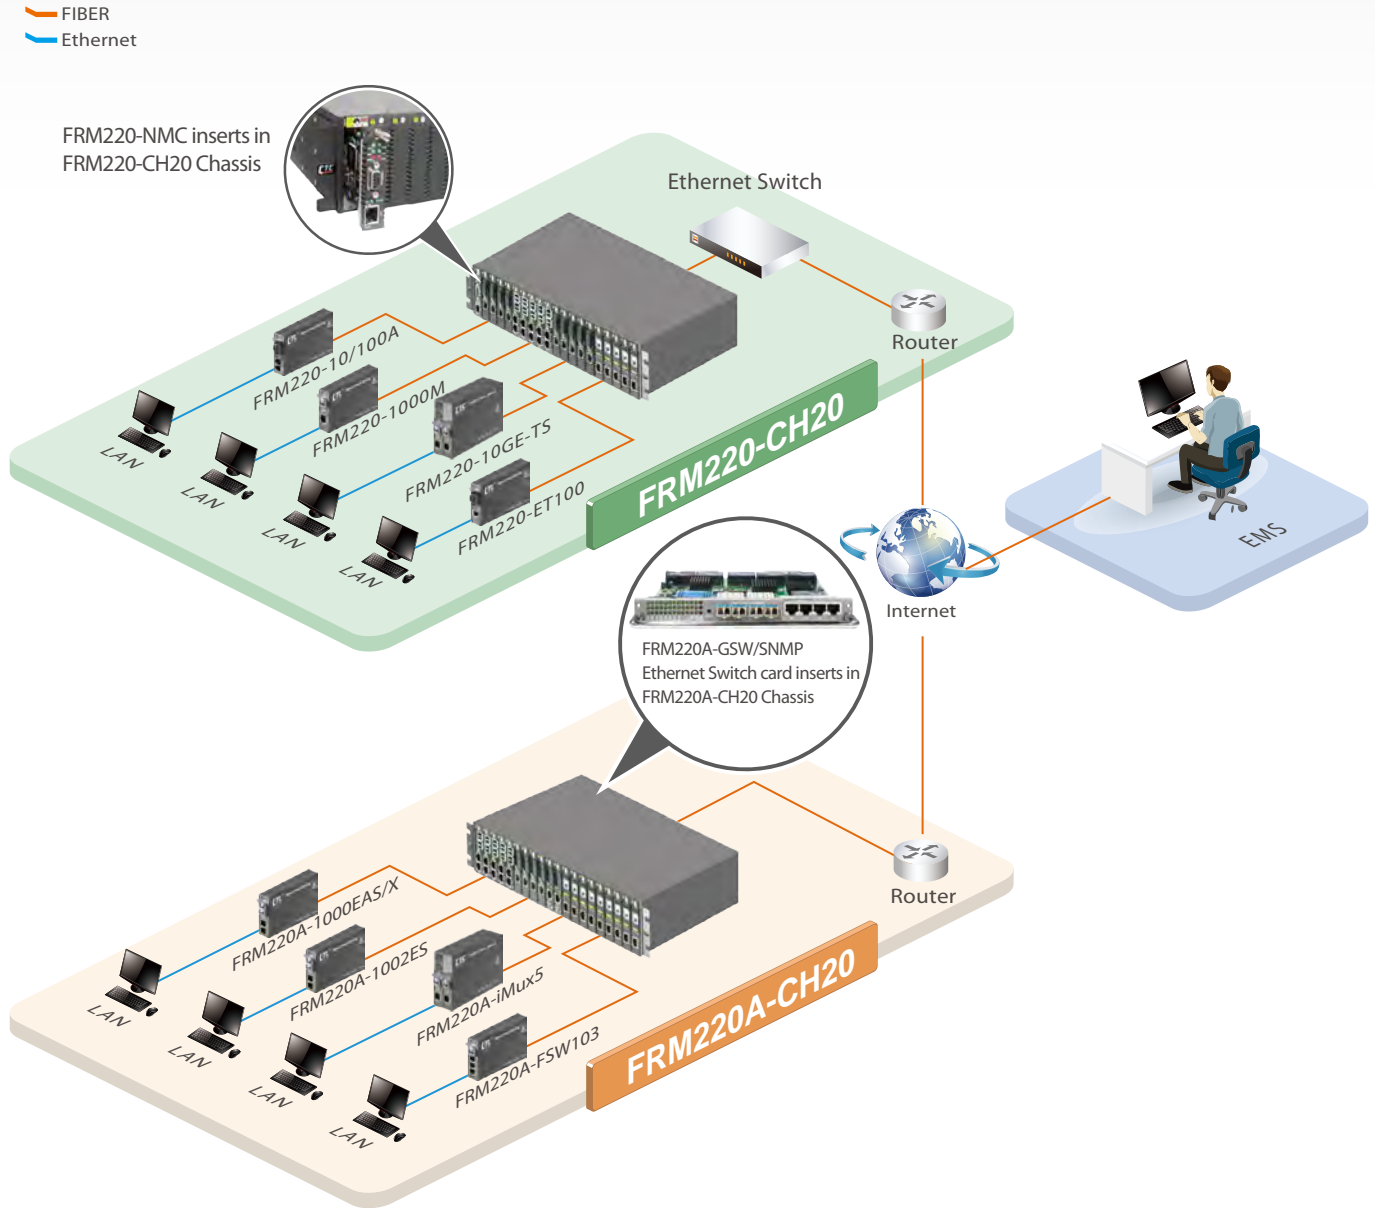 FIBER
Ethernet
FRM220-NMC inserts in
FRM220-CH20 Chassis
Ethernet Switch
Router
FRM220-10/100A
FRM220-1000M
FRM220-10GE-TS
FRM220-ET100
LAN
LAN
LAN
LAN
FRM220-CH20
EMS
Internet
FRM220A-GSW/SNMP
Ethernet Switch card inserts in
FRM220A-CH20 Chassis
Router
FRM220A-1000EAS/X
FRM220A-1002ES
FRM220A-iMux5
FRM220A-FSW103
LAN
LAN
LAN
LAN
FRM220A-CH20